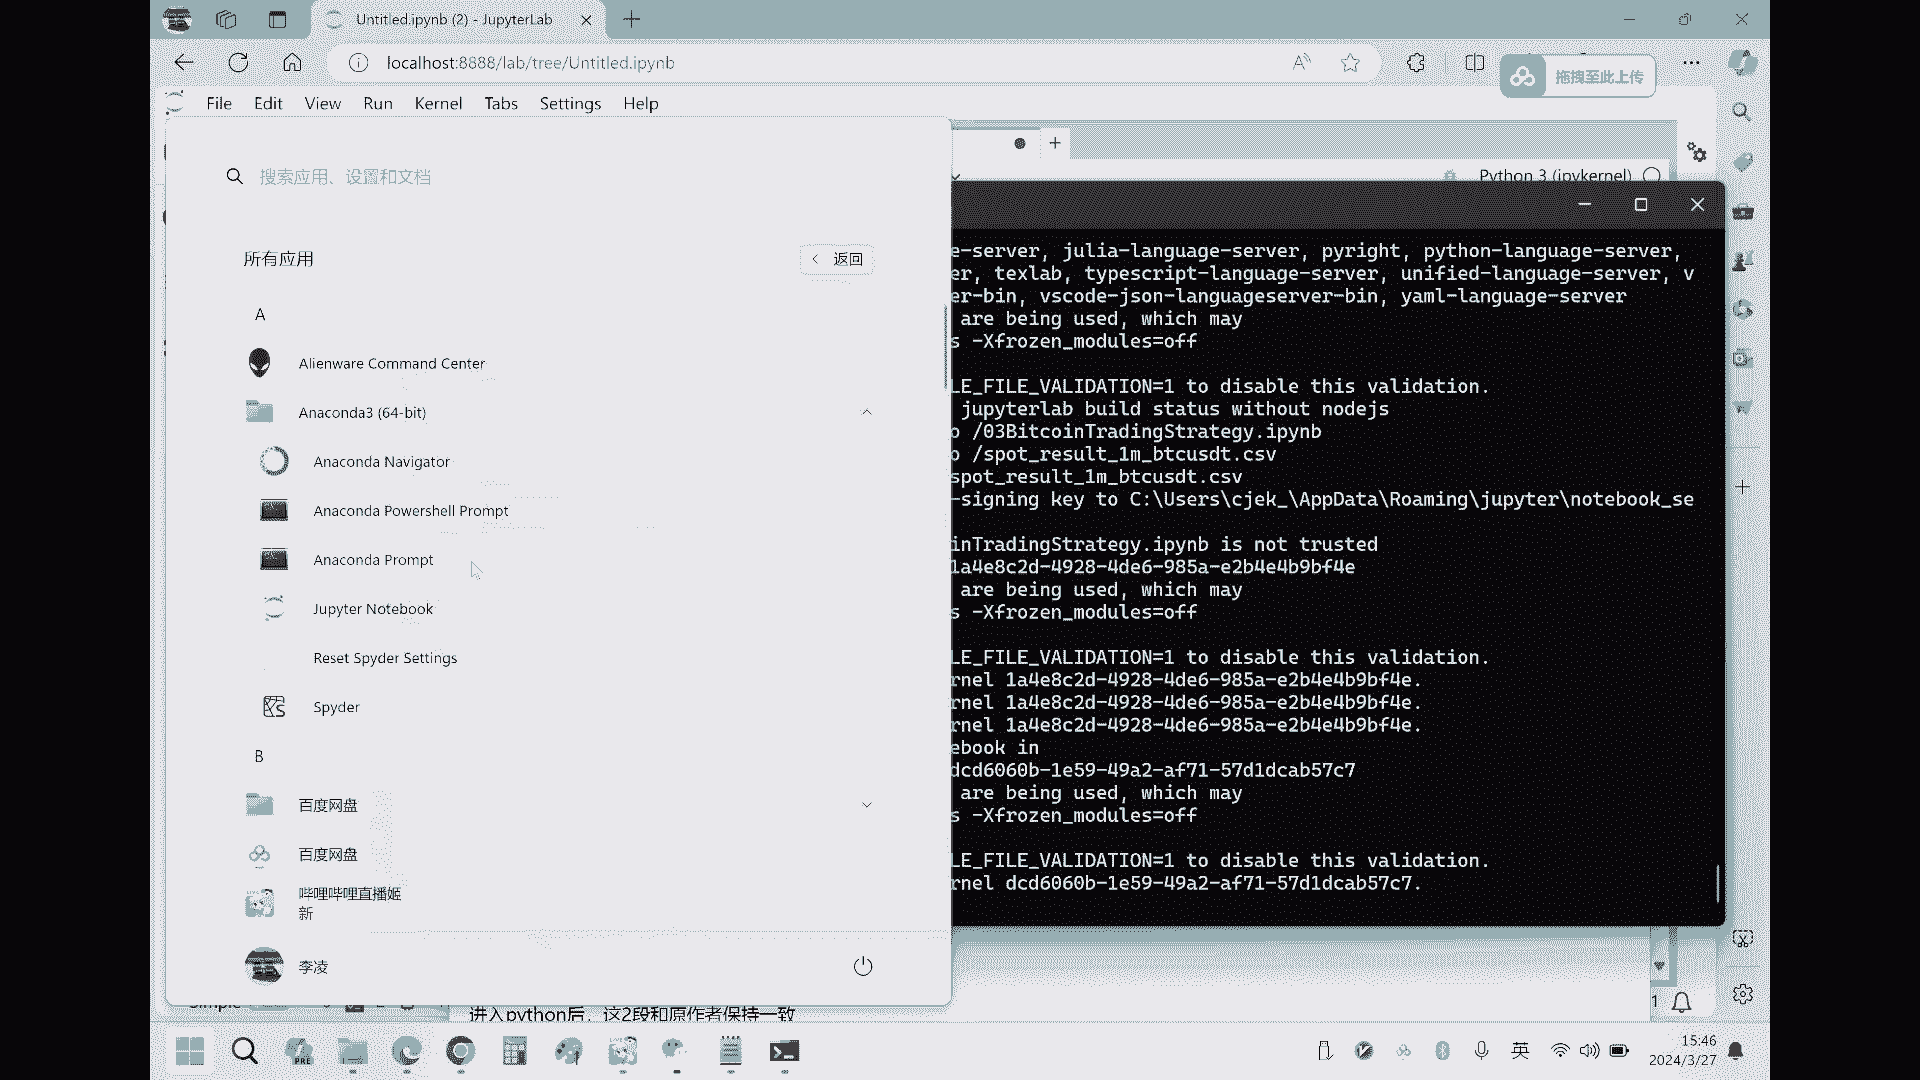 Untitled.ipynb (2) - JupyterLab
localhost:8888/lab/tree/Untitled.ipynb
拖拽至此上传
File Edit View Run Kernel Tabs Settings Help
搜索应用、设置和文档
Python 3 (ipykernel)
所有应用
返回
A
Alienware Command Center
Anaconda3 (64-bit)
Anaconda Navigator
Anaconda Powershell Prompt
Anaconda Prompt
Jupyter Notebook
Reset Spyder Settings
Spyder
B
百度网盘
百度网盘
哔哩哔哩直播姬
新
李凌
e-server, julia-language-server, pyright, python-language-server,
er, texlab, typescript-language-server, unified-language-server, v
er-bin, vscode-json-languageserver-bin, yaml-language-server
are being used, which may
s -Xfrozen_modules=off
LE_FILE_VALIDATION=1 to disable this validation.
jupyterlab build status without nodejs
o /03BitcoinTradingStrategy.ipynb
o /spot_result_1m_btcusdt.csv
spot_result_1m_btcusdt.csv
-signing key to C:\Users\cjek_\AppData\Roaming\jupyter\notebook_se
inTradingStrategy.ipynb is not trusted
1a4e8c2d-4928-4de6-985a-e2b4e4b9bf4e
are being used, which may
s -Xfrozen_modules=off
LE_FILE_VALIDATION=1 to disable this validation.
rnel 1a4e8c2d-4928-4de6-985a-e2b4e4b9bf4e.
rnel 1a4e8c2d-4928-4de6-985a-e2b4e4b9bf4e.
rnel 1a4e8c2d-4928-4de6-985a-e2b4e4b9bf4e.
ebook in
dcd6060b-1e59-49a2-af71-57d1dcab57c7
are being used, which may
s -Xfrozen_modules=off
LE_FILE_VALIDATION=1 to disable this validation.
rnel dcd6060b-1e59-49a2-af71-57d1dcab57c7.
1
进入python后，这2段和原作者保持一致
PRE
英
15:46
2024/3/27